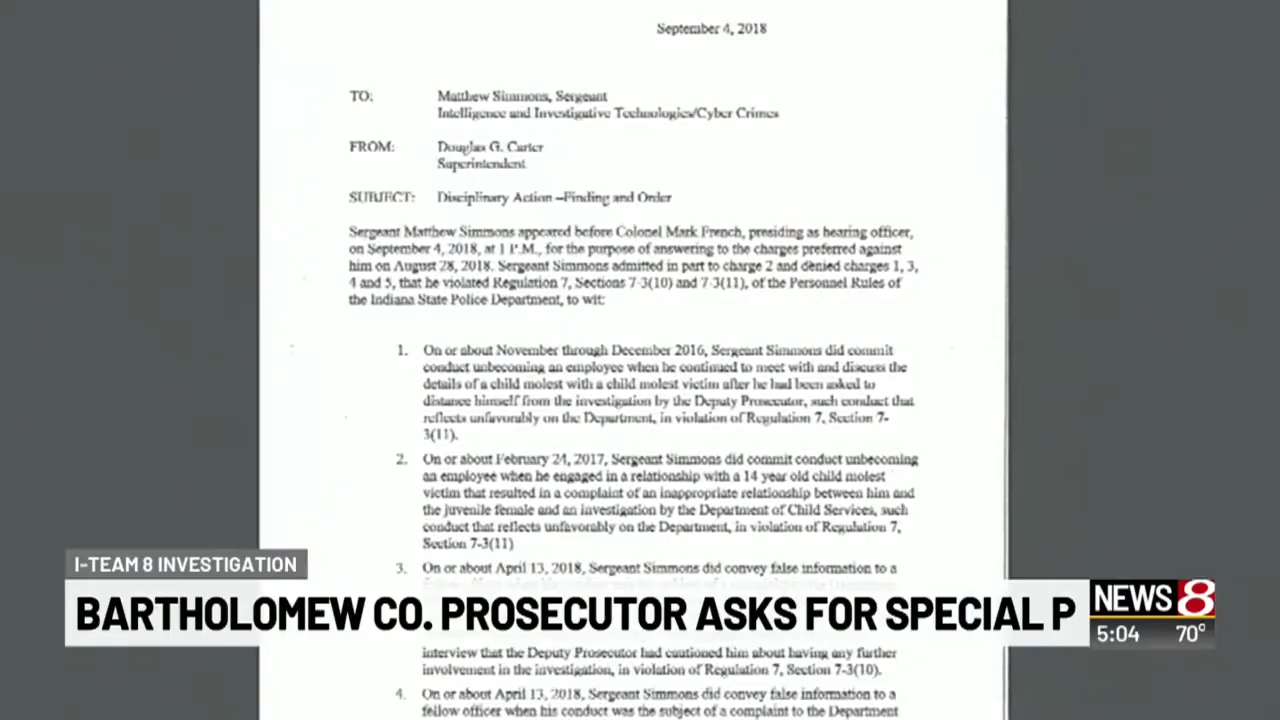 September 4, 2018
TO: Matthew Simmons, Sergeant
Intelligence and Investigative Technologies/Cyber Crimes
FROM: Douglas G. Carter
Superintendent
SUBJECT: Disciplinary Action –Finding and Order
Sergeant Matthew Simmons appeared before Colonel Mark French, presiding as hearing officer,
on September 4, 2018, at 1 P.M., for the purpose of answering to the charges preferred against
him on August 28, 2018. Sergeant Simmons admitted in part to charge 2 and denied charges 1, 3,
4 and 5, that he violated Regulation 7, Sections 7-3(10) and 7-3(11), of the Personnel Rules of
the Indiana State Police Department, to wit:
1. On or about November through December 2016, Sergeant Simmons did commit
conduct unbecoming an employee when he continued to meet with and discuss the
details of a child molest with a child molest victim after he had been asked to
distance himself from the investigation by the Deputy Prosecutor, such conduct that
reflects unfavorably on the Department, in violation of Regulation 7, Section 7-
3(11).
2. On or about February 24, 2017, Sergeant Simmons did commit conduct unbecoming
an employee when he engaged in a relationship with a 14 year old child molest
victim that resulted in a complaint of an inappropriate relationship between him and
the juvenile female and an investigation by the Department of Child Services, such
conduct that reflects unfavorably on the Department, in violation of Regulation 7,
Section 7-3(11)
3. On or about April 13, 2018, Sergeant Simmons did convey false information to a
I-TEAM 8 INVESTIGATION
BARTHOLOMEW CO. PROSECUTOR ASKS FOR SPECIAL P
NEWS 8
5:04 70°
interview that the Deputy Prosecutor had cautioned him about having any further
involvement in the investigation, in violation of Regulation 7, Section 7-3(10).
4. On or about April 13, 2018, Sergeant Simmons did convey false information to a
fellow officer when his conduct was the subject of a complaint to the Department